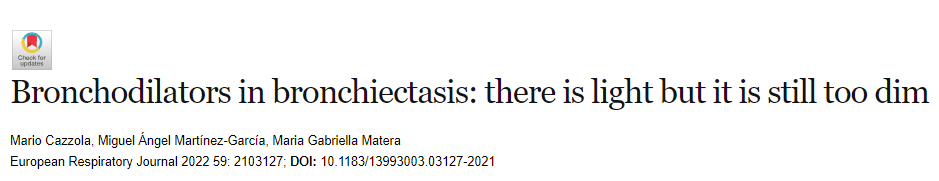 Check for
updates
Bronchodilators in bronchiectasis: there is light but it is still too dim
Mario Cazzola, Miguel Ángel Martínez-García, Maria Gabriella Matera
European Respiratory Journal 2022 59: 2103127; DOI: 10.1183/13993003.03127-2021